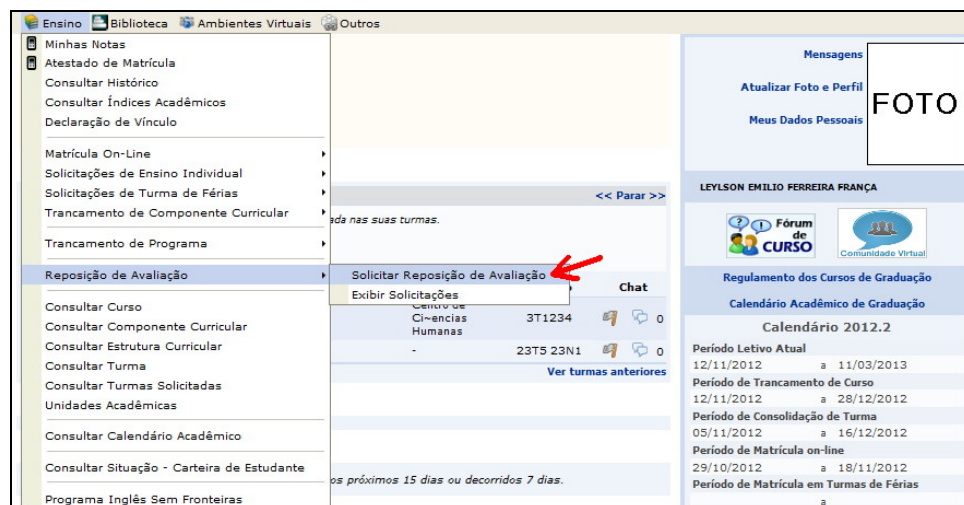 Ensino Biblioteca Ambientes Virtuais Outros
Minhas Notas
Atestado de Matrícula
Consultar Histórico
Consultar Índices Acadêmicos
Declaração de Vínculo
Matrícula On-Line
Solicitações de Ensino Individual
Solicitações de Turma de Férias
Trancamento de Componente Curricular
Trancamento de Programa
Reposição de Avaliação
Consultar Curso
Consultar Componente Curricular
Consultar Estrutura Curricular
Consultar Turma
Consultar Turmas Solicitadas
Unidades Acadêmicas
Consultar Calendário Acadêmico
Consultar Situação - Carteira de Estudante
Programa Inglês Sem Fronteiras
Solicitar Reposição de Avaliação
Exibir Solicitações
<< Parar >>
ada nas suas turmas.
Chat
Centro de
Ci~encias
Humanas
3T1234
0
-
23T5 23N1
0
Ver turmas anteriores
os próximos 15 dias ou decorridos 7 dias.
Mensagens
Atualizar Foto e Perfil
Meus Dados Pessoais
FOTO
LEYLSON EMILIO FERREIRA FRANÇA
Fórum
de
CURSO
Comunidade Virtual
Regulamento dos Cursos de Graduação
Calendário Acadêmico de Graduação
Calendário 2012.2
Período Letivo Atual
12/11/2012 a 11/03/2013
Período de Trancamento de Curso
12/11/2012 a 28/12/2012
Período de Consolidação de Turma
05/11/2012 a 16/12/2012
Período de Matrícula on-line
29/10/2012 a 18/11/2012
Período de Matrícula em Turmas de Férias
a